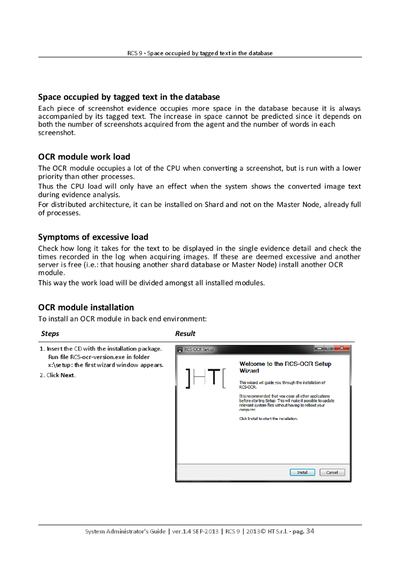 RCS 9 - Space occupied by tagged text in the database
Space occupied by tagged text in the database
Each piece of screenshot evidence occupies more space in the database because it is always
accompanied by its tagged text. The increase in space cannot be predicted since it depends on
both the number of screenshots acquired from the agent and the number of words in each
screenshot.
OCR module work load
The OCR module occupies a lot of the CPU when converting a screenshot, but is run with a lower
priority than other processes.
Thus the CPU load will only have an effect when the system shows the converted image text
during evidence analysis.
For distributed architecture, it can be installed on Shard and not on the Master Node, already full
of processes.
Symptoms of excessive load
Check how long it takes for the text to be displayed in the single evidence detail and check the
times recorded in the log when acquiring images. If these are deemed excessive and another
server is free (i.e.: that housing another shard database or Master Node) install another OCR
module.
This way the work load will be divided amongst all installed modules.
OCR module installation
To install an OCR module in back end environment:
Steps
Result
1. Insert the CD with the installation package.
Run file RCS-ocr-version.exe in folder
x:\setup: the first wizard window appears.
2. Click Next.
RCS-OCR Setup
]HT[
Welcome to the RCS-OCR Setup
Wizard
This wizard will guide you through the installation of
RCS-OCR.
It is recommended that you close all other applications
before starting Setup. This will make it possible to update
relevant system files without having to reboot your
computer.
Click Install to start the installation.
Install
Cancel
System Administrator's Guide | ver.1.4 SEP-2013 | RCS 9 | 2013© HT S.r.l. - pag. 34